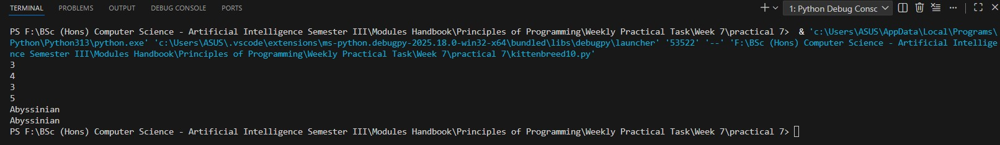 TERMINAL PROBLEMS OUTPUT DEBUG CONSOLE PORTS 1: Python Debug Consc
PS F:\BSc (Hons) Computer Science - Artificial Intelligence Semester III\Modules Handbook\Principles of Programming\Weekly Practical Task\Week 7\practical 7>  & 'c:\Users\ASUS\AppData\Local\Programs\
Python\Python313\python.exe' 'c:\Users\ASUS\.vscode\extensions\ms-python.debugpy-2025.18.0-win32-x64\bundled\libs\debugpy\launcher' '53522' '--' 'F:\BSc (Hons) Computer Science - Artificial Intellige
nce Semester III\Modules Handbook\Principles of Programming\Weekly Practical Task\Week 7\practical 7\kittenbreed10.py'
3
4
3
5
Abyssinian
Abyssinian
PS F:\BSc (Hons) Computer Science - Artificial Intelligence Semester III\Modules Handbook\Principles of Programming\Weekly Practical Task\Week 7\practical 7>